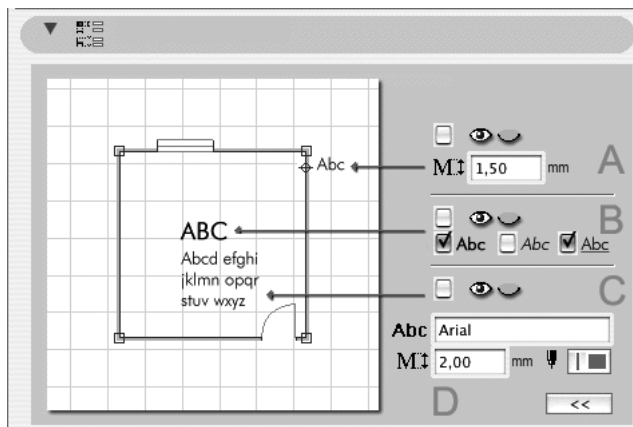 Abc
M 1,50 mm
A
ABC
Abcd efghi
jklmn opqr
stuv wxyz
B
Abc Abc Abc
C
Abc Arial
M 2,00 mm
D
<<